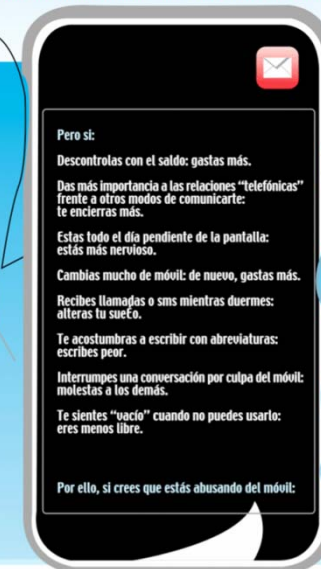 Pero si:
Descontrolas con el saldo: gastas más.
Das más importancia a las relaciones “telefónicas”
frente a otros modos de comunicarte:
te encierras más.
Estas todo el día pendiente de la pantalla:
estás más nervioso.
Cambias mucho de móvil: de nuevo, gastas más.
Recibes llamadas o sms mientras duermes:
alteras tu sueĖo.
Te acostumbras a escribir con abreviaturas:
escribes peor.
Interrumpes una conversación por culpa del móvil:
molestas a los demás.
Te sientes “vacío” cuando no puedes usarlo:
eres menos libre.
Por ello, si crees que estás abusando del móvil: